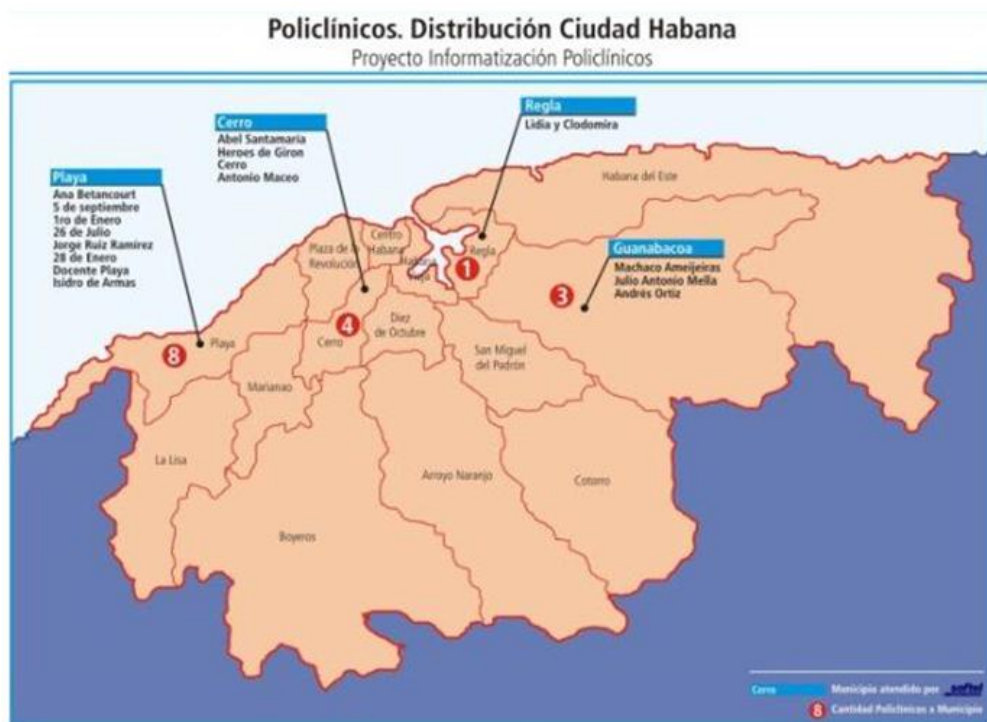 Policlínicos. Distribución Ciudad Habana
Proyecto Informatización Policlínicos
Regla
Lidia y Clodomira
Cerro
Abel Santamaría
Heroes de Giron
Cerro
Antonio Maceo
Playa
Ana Betancourt
5 de septiembre
1ro de Enero
26 de Julio
Jorge Ruiz Ramírez
28 de Enero
Docente Playa
Isidro de Armas
Habana del Este
Centro
Habana
Plaza de la
Revolución
Habana
Vieja
Regla
1
Guanabacoa
Machaco Ameijeiras
Julio Antonio Mella
Andrés Ortiz
3
4
Cerro
Diez
de Octubre
8
Playa
San Miguel
del Padrón
Marianao
La Lisa
Arroyo Naranjo
Cotorro
Boyeros
Cerro
Municipio atendido por softel
8
Cantidad Policlínicos x Municipio